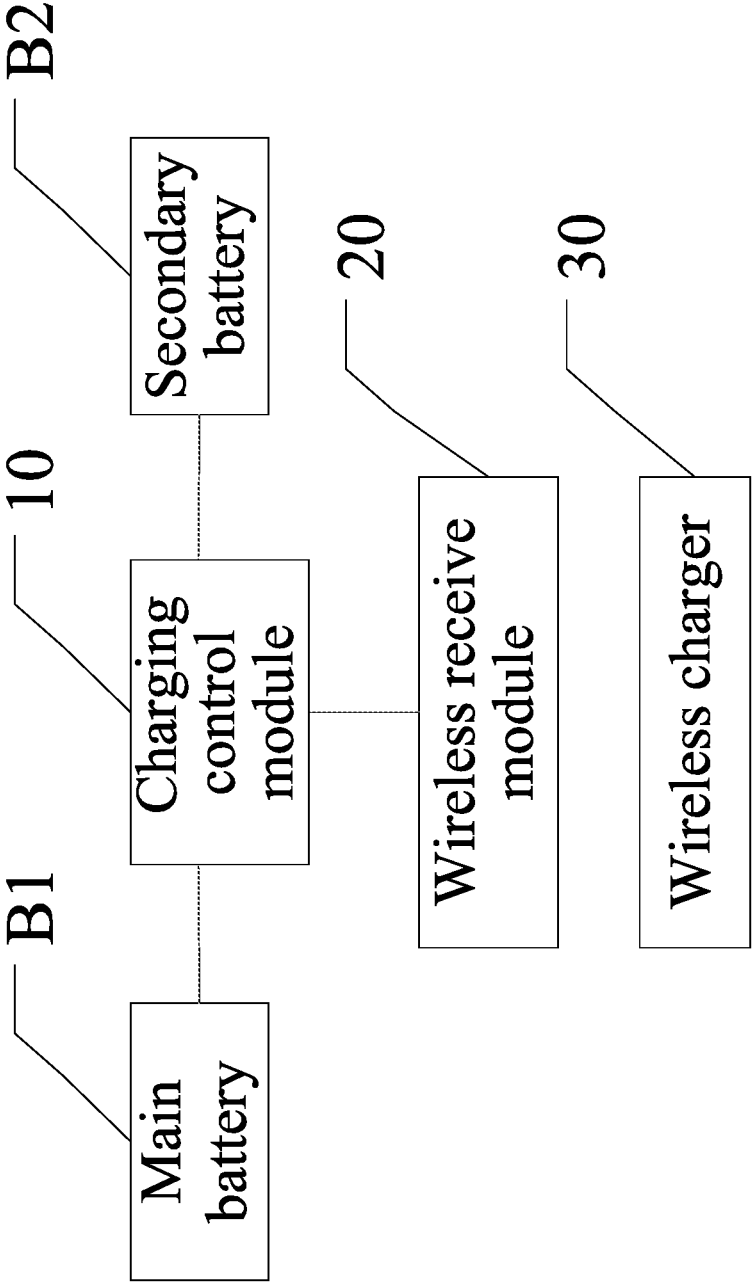 B1
10
B2
Main
battery
Charging
control
module
Secondary
battery
20
Wireless receive
module
30
Wireless charger